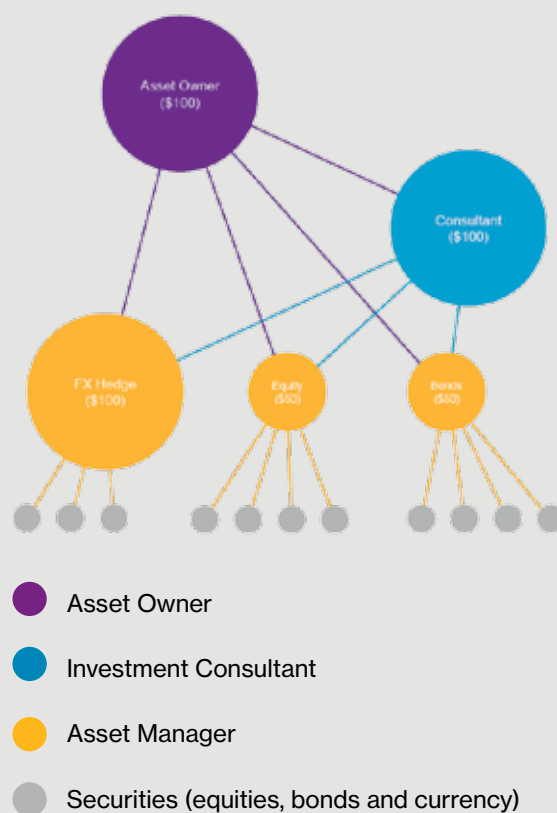 Asset Owner
($100)
Consultant
($100)
FX Hedge
($100)
Equity
($50)
Bonds
($50)
Asset Owner
Investment Consultant
Asset Manager
Securities (equities, bonds and currency)